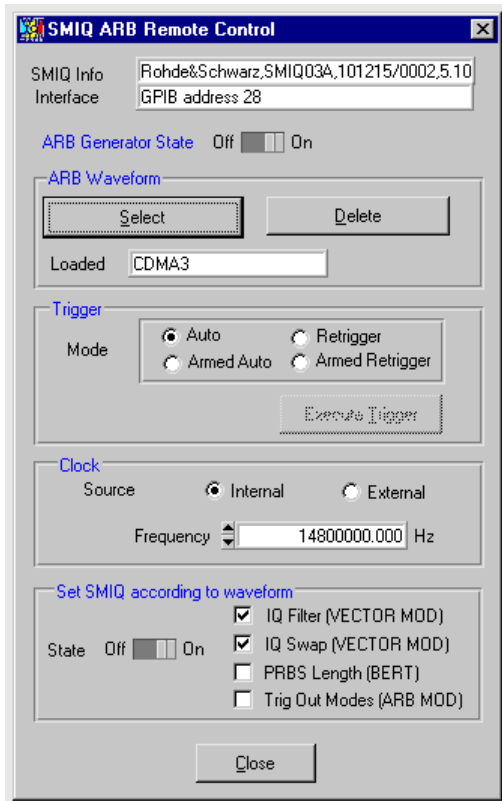 SMIQ ARB Remote Control
SMIQ Info Rohde&Schwarz,SMIQ03A,101215/0002,5.10
Interface GPIB address 28
ARB Generator State Off On
ARB Waveform
Select Delete
Loaded CDMA3
Trigger
Mode Auto Retrigger
Armed Auto Armed Retrigger
Execute Trigger
Clock
Source Internal External
Frequency 14800000.000 Hz
Set SMIQ according to waveform
IQ Filter (VECTOR MOD)
State Off On IQ Swap (VECTOR MOD)
PRBS Length (BERT)
Trig Out Modes (ARB MOD)
Close